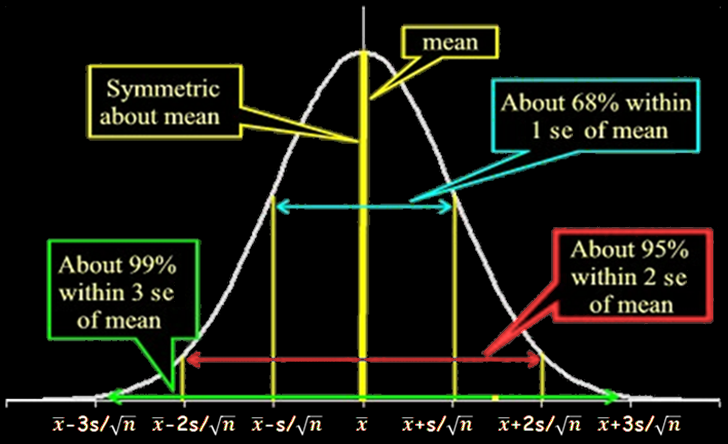 mean
Symmetric
about mean
About 68% within
1 se of mean
About 99%
within 3 se
of mean
About 95%
within 2 se
of mean
x̅-3s/√n x̅-2s/√n x̅-s/√n x̅ x̅+s/√n x̅+2s/√n x̅+3s/√n